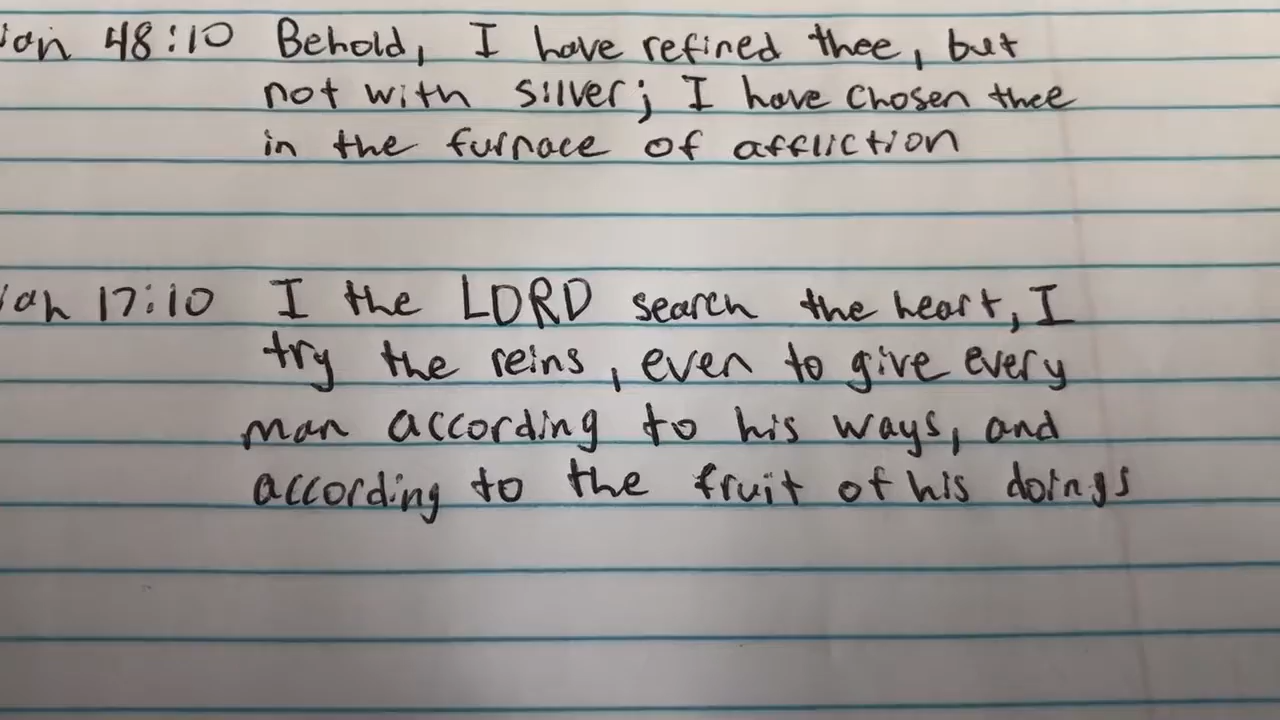 48:10 Behold, I have refined thee, but
not with silver; I have chosen thee
in the furnace of affliction
17:10 I the LORD search the heart, I
try the reins, even to give every
man according to his ways, and
according to the fruit of his doings